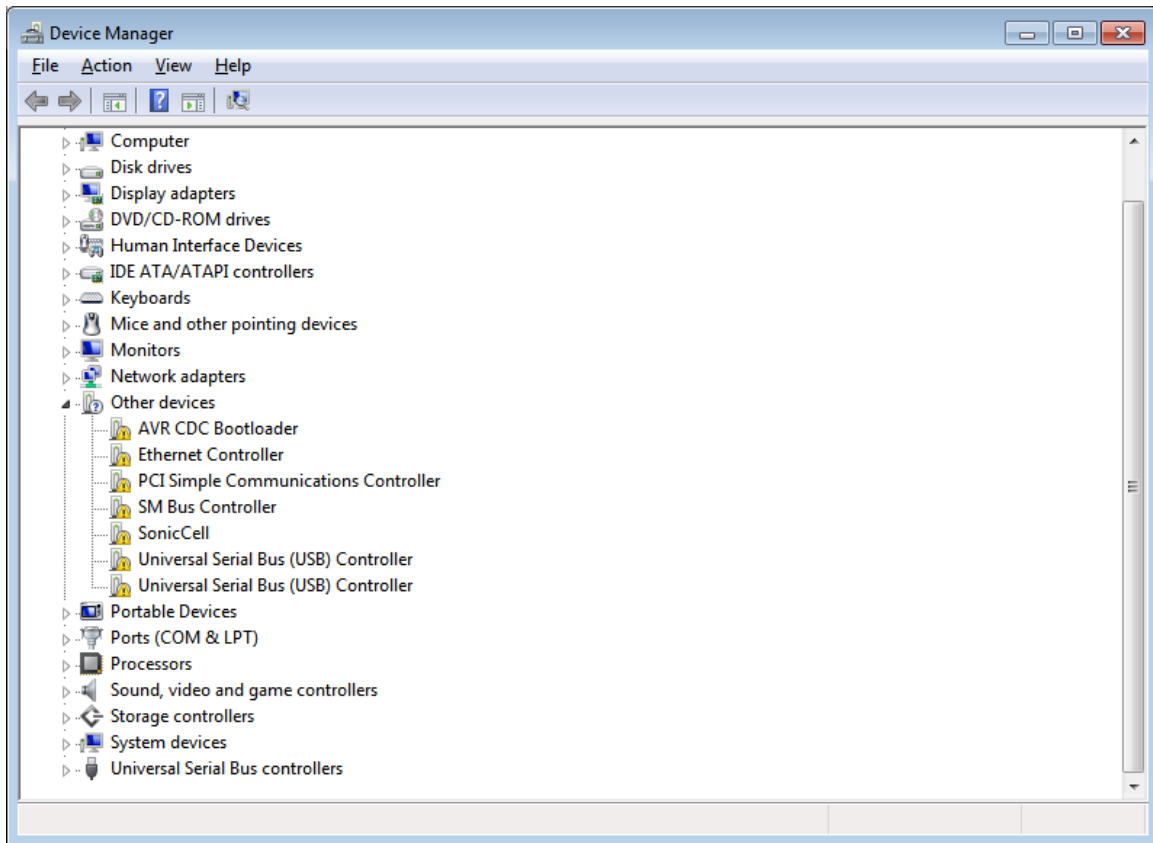 Device Manager
File Action View Help
Computer
Disk drives
Display adapters
DVD/CD-ROM drives
Human Interface Devices
IDE ATA/ATAPI controllers
Keyboards
Mice and other pointing devices
Monitors
Network adapters
Other devices
AVR CDC Bootloader
Ethernet Controller
PCI Simple Communications Controller
SM Bus Controller
SonicCell
Universal Serial Bus (USB) Controller
Universal Serial Bus (USB) Controller
Portable Devices
Ports (COM & LPT)
Processors
Sound, video and game controllers
Storage controllers
System devices
Universal Serial Bus controllers